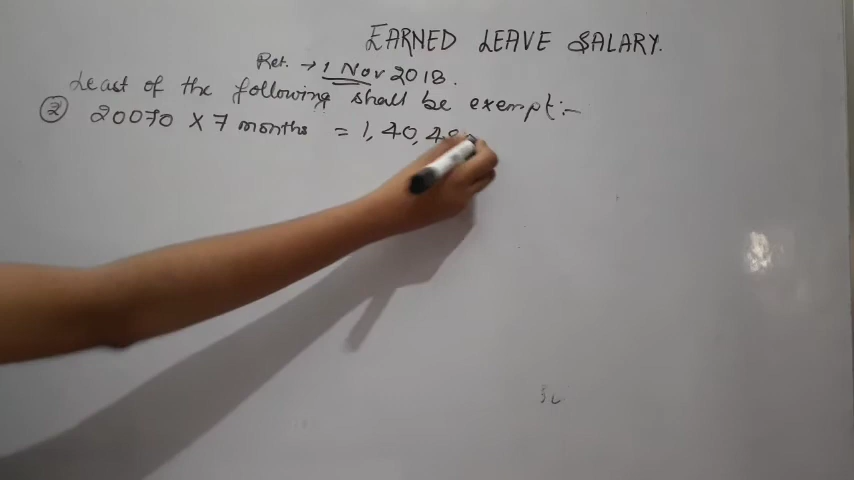 EARNED LEAVE SALARY.
Ret. → 1 Nov 2018.
Least of the following shall be exempt:-
② 20070 X 7 months = 1,40,49